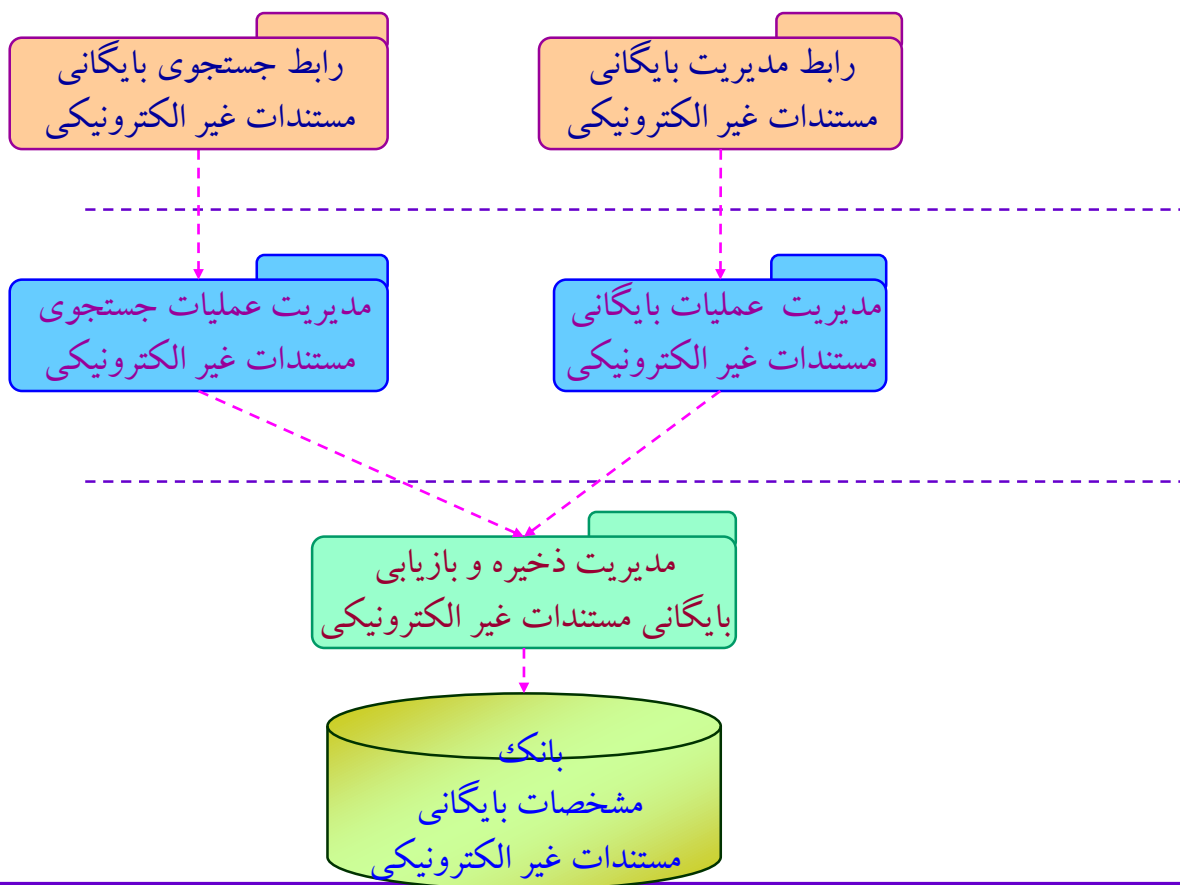 رابط مدیریت بایگانی
مستندات غیر الکترونیکی
رابط جستجوی بایگانی
مستندات غیر الکترونیکی
مدیریت عملیات بایگانی
مستندات غیر الکترونیکی
مدیریت عملیات جستجوی
مستندات غیر الکترونیکی
مدیریت ذخیره و بازیابی
بایگانی مستندات غیر الکترونیکی
بانك
مشخصات بایگانی
مستندات غیر الکترونیکی